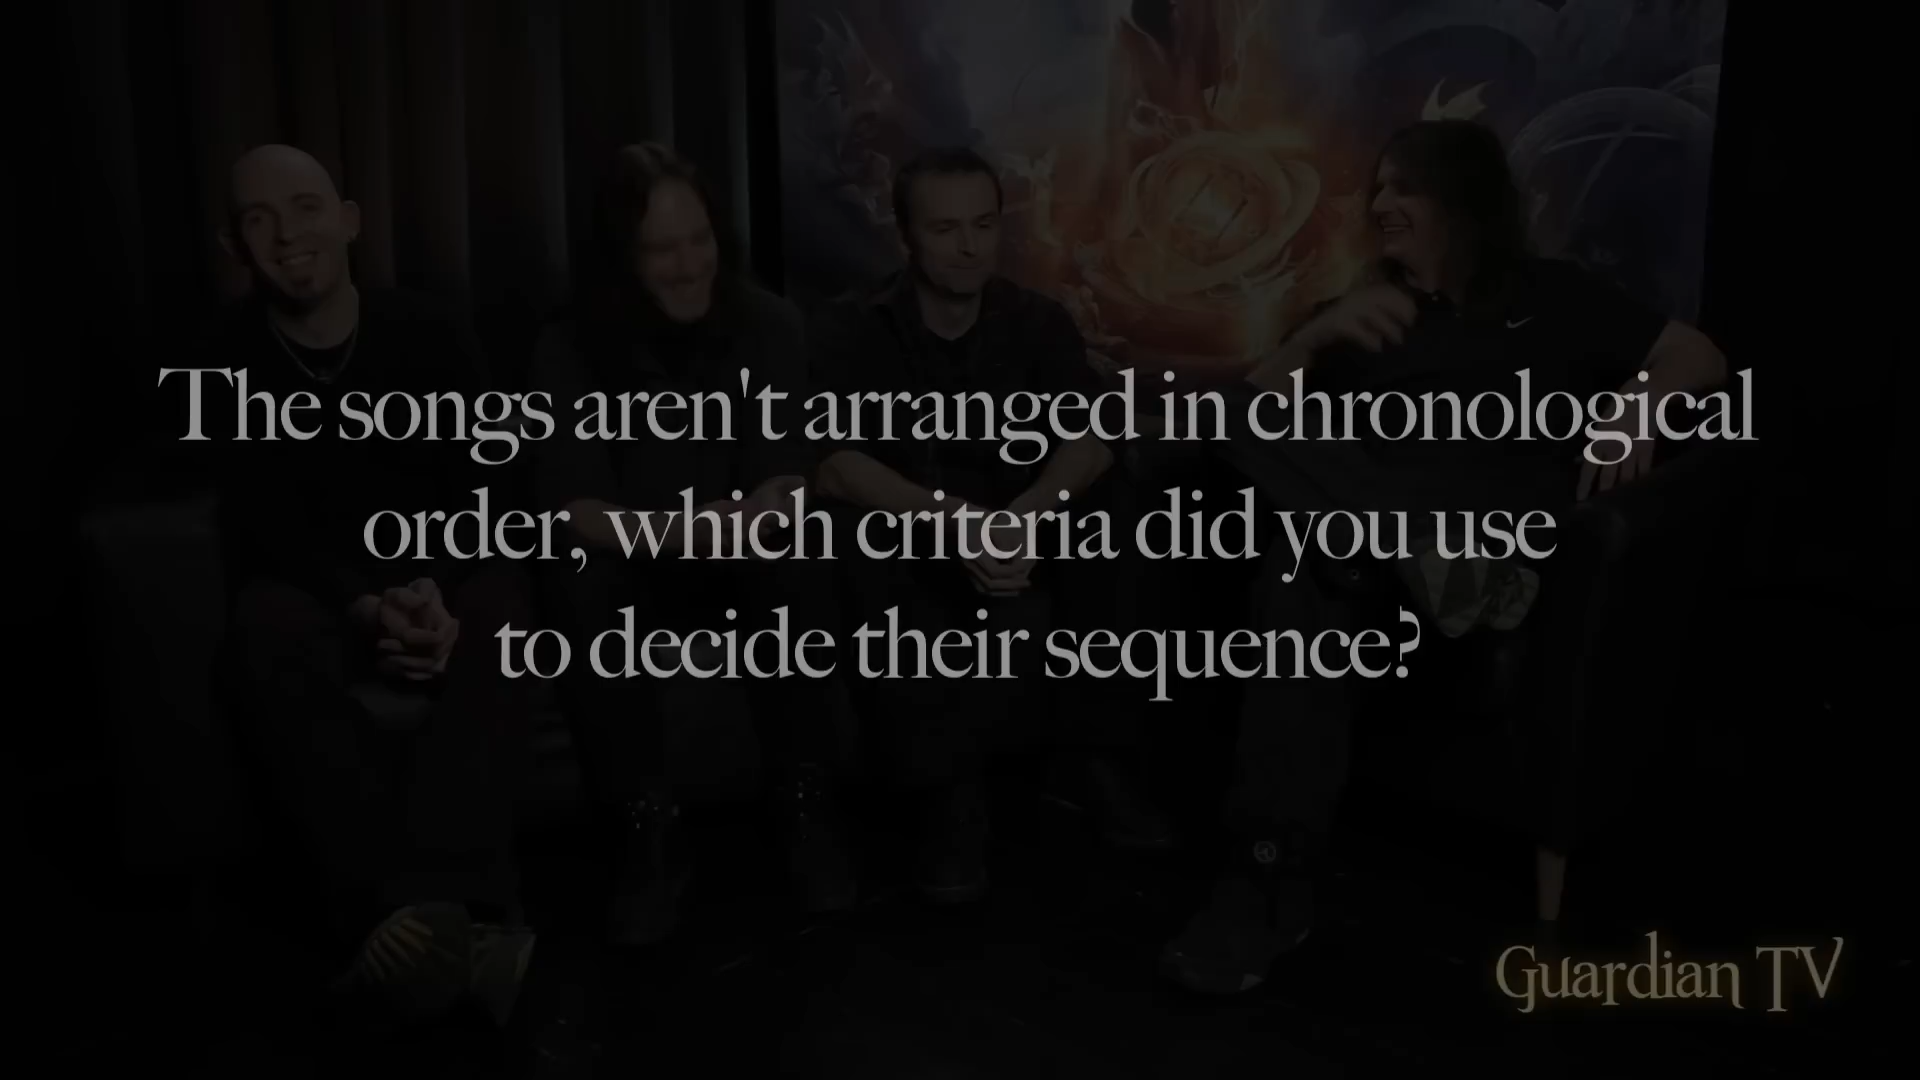 The songs aren't arranged in chronological
order, which criteria did you use
to decide their sequence?
Guardian TV